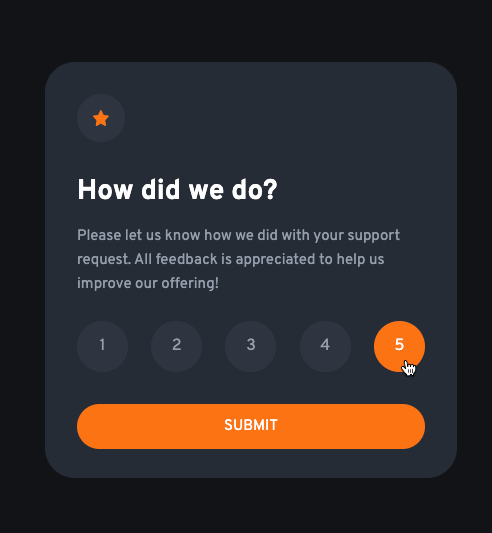 How did we do?
Please let us know how we did with your support
request. All feedback is appreciated to help us
improve our offering!
1 2 3 4 5
SUBMIT